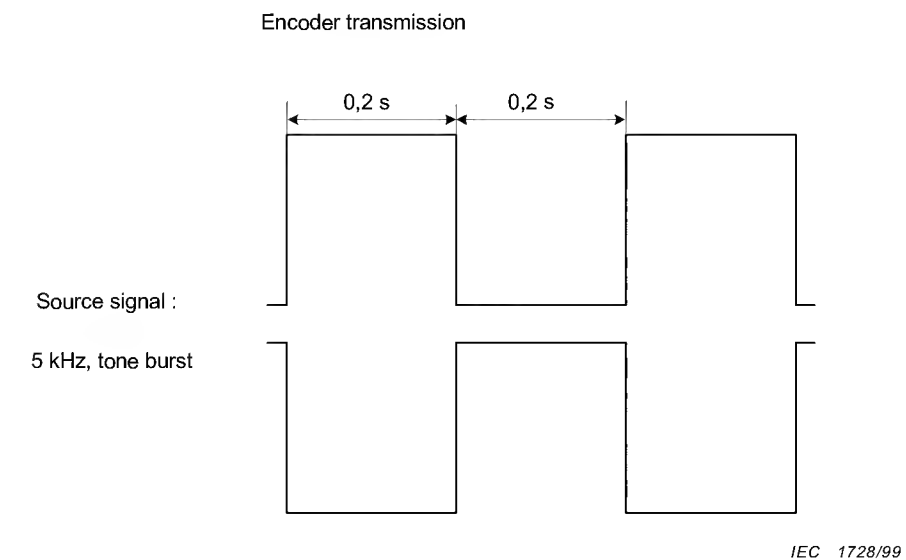 Encoder transmission
0,2 s
0,2 s
Source signal :
5 kHz, tone burst
IEC 1728/99